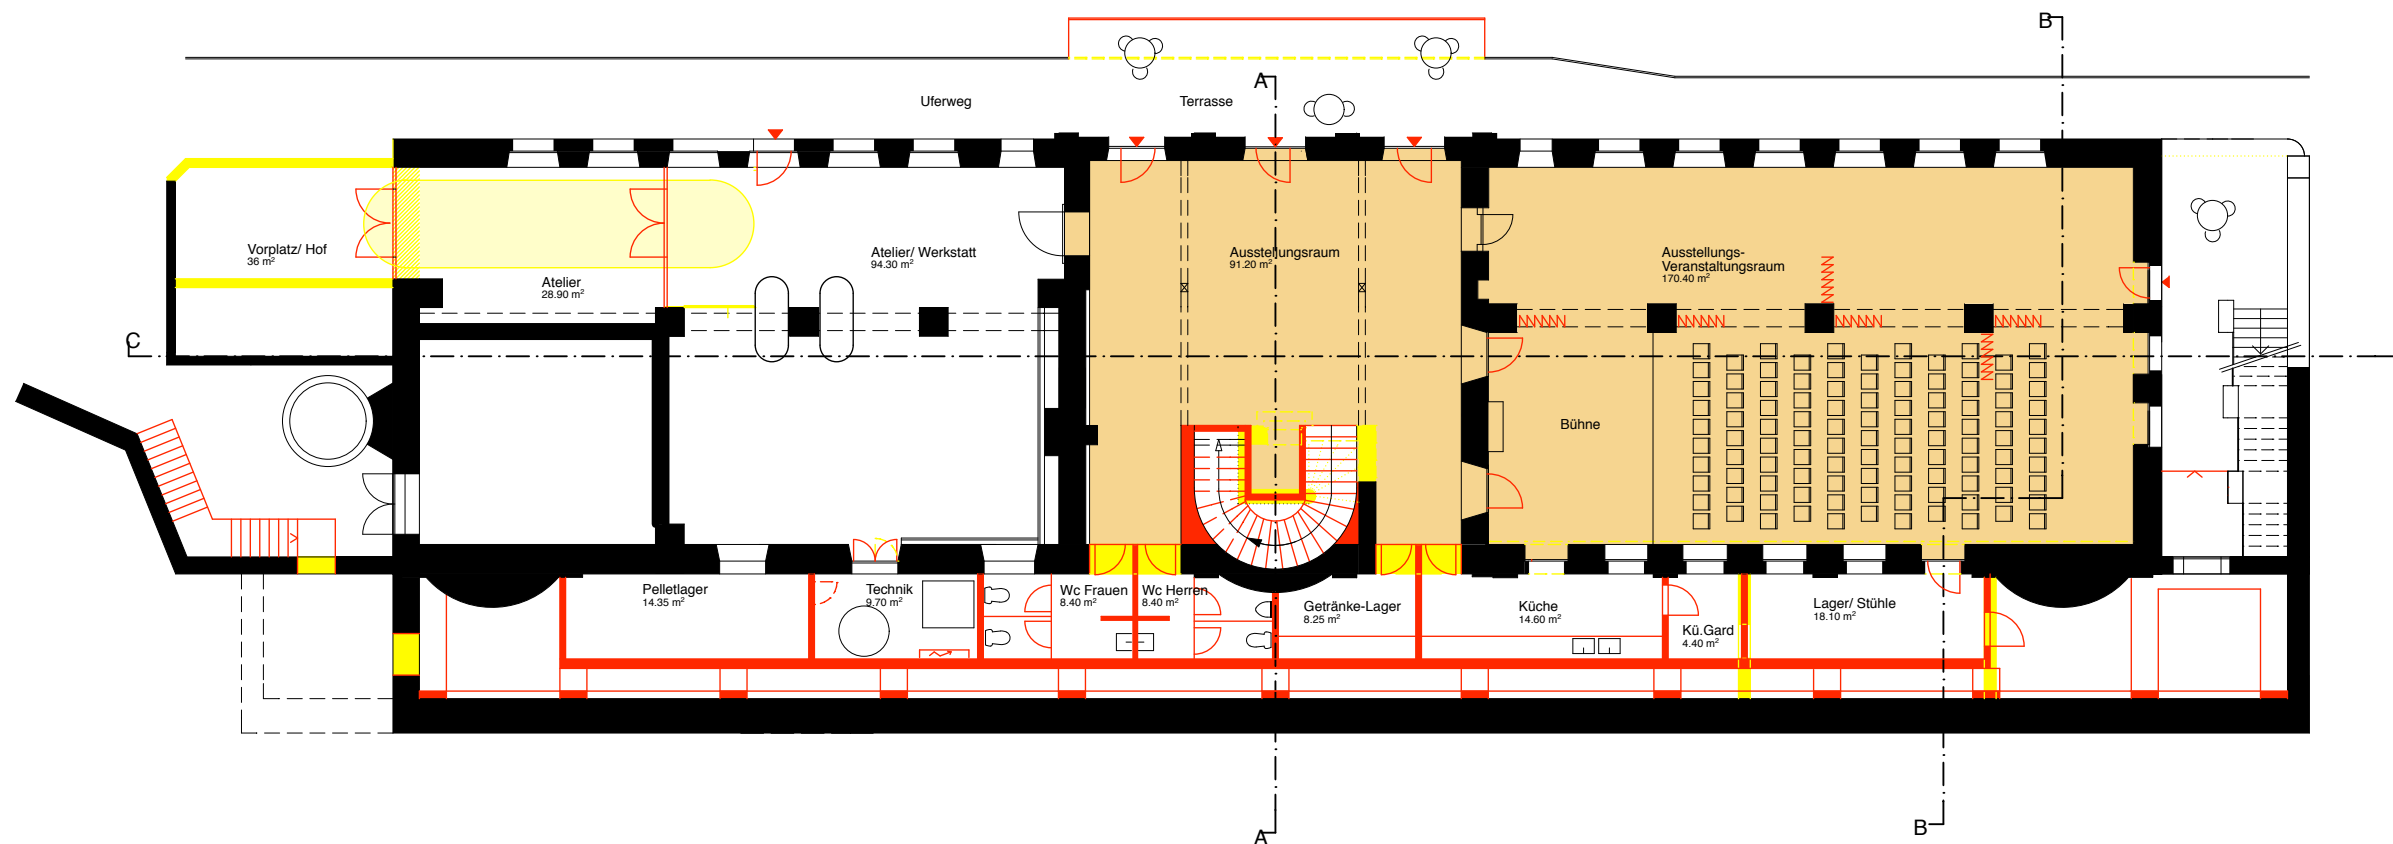 B
A
Uferweg
Terrasse
Vorplatz/ Hof
36 m²
Atelier
28.90 m²
Atelier/ Werkstatt
94.30 m²
Ausstellungsraum
91.20 m²
Ausstellungs-
Veranstaltungsraum
170.40 m²
C
Bühne
Pelletlager
14.35 m²
Technik
9.70 m²
Wc Frauen
8.40 m²
Wc Herren
8.40 m²
Getränke-Lager
8.25 m²
Küche
14.60 m²
Kü.Gard
4.40 m²
Lager/ Stühle
18.10 m²
A
B